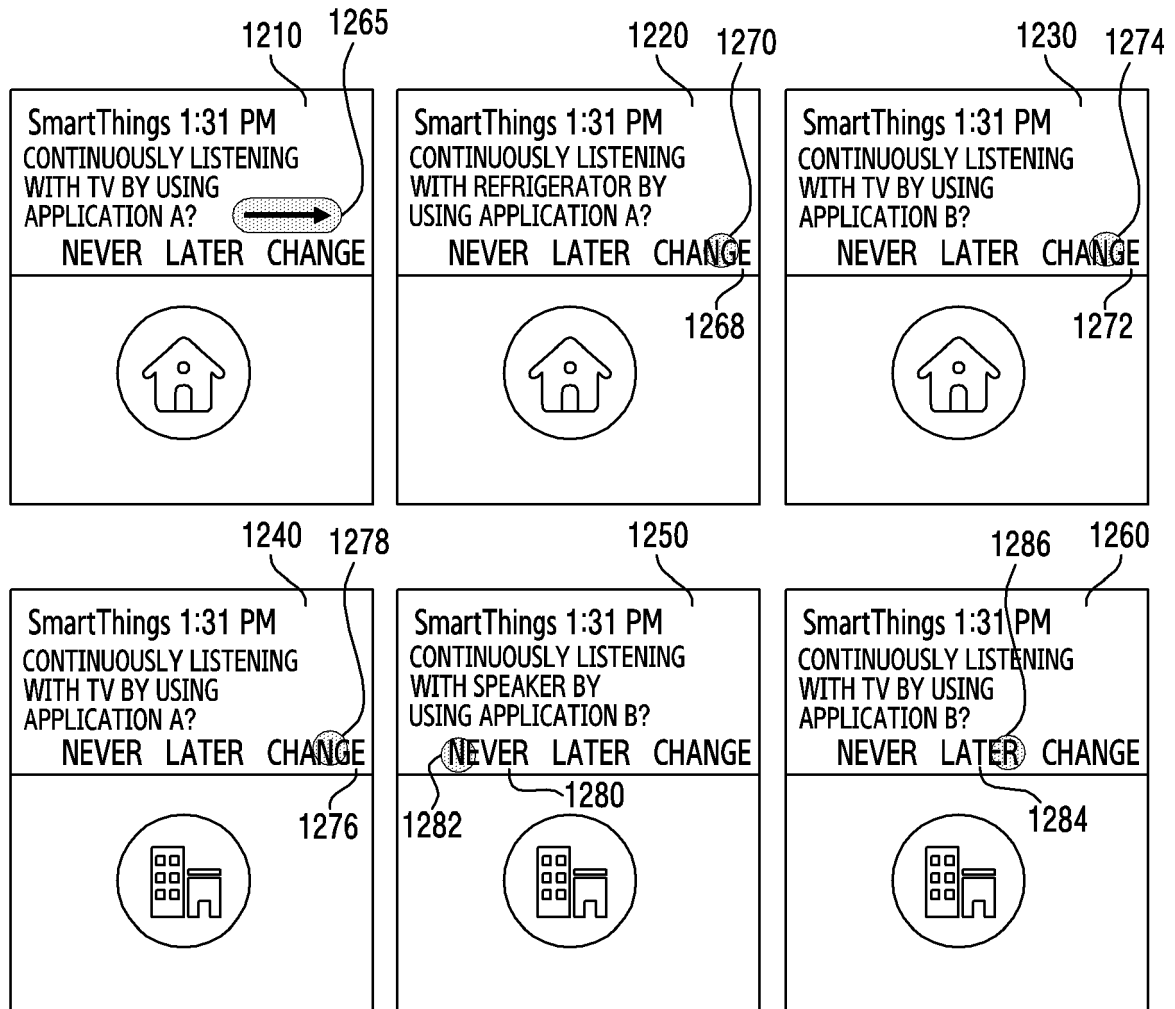 1210 1265
SmartThings 1:31 PM
CONTINUOUSLY LISTENING
WITH TV BY USING
APPLICATION A?
NEVER LATER CHANGE
1220 1270
SmartThings 1:31 PM
CONTINUOUSLY LISTENING
WITH REFRIGERATOR BY
USING APPLICATION A?
NEVER LATER CHANGE
1268
1230 1274
SmartThings 1:31 PM
CONTINUOUSLY LISTENING
WITH TV BY USING
APPLICATION B?
NEVER LATER CHANGE
1272
1240 1278
SmartThings 1:31 PM
CONTINUOUSLY LISTENING
WITH TV BY USING
APPLICATION A?
NEVER LATER CHANGE
1276
1250
SmartThings 1:31 PM
CONTINUOUSLY LISTENING
WITH SPEAKER BY
USING APPLICATION B?
NEVER LATER CHANGE
1282 1280
1286 1260
SmartThings 1:31 PM
CONTINUOUSLY LISTENING
WITH TV BY USING
APPLICATION B?
NEVER LATER CHANGE
1284